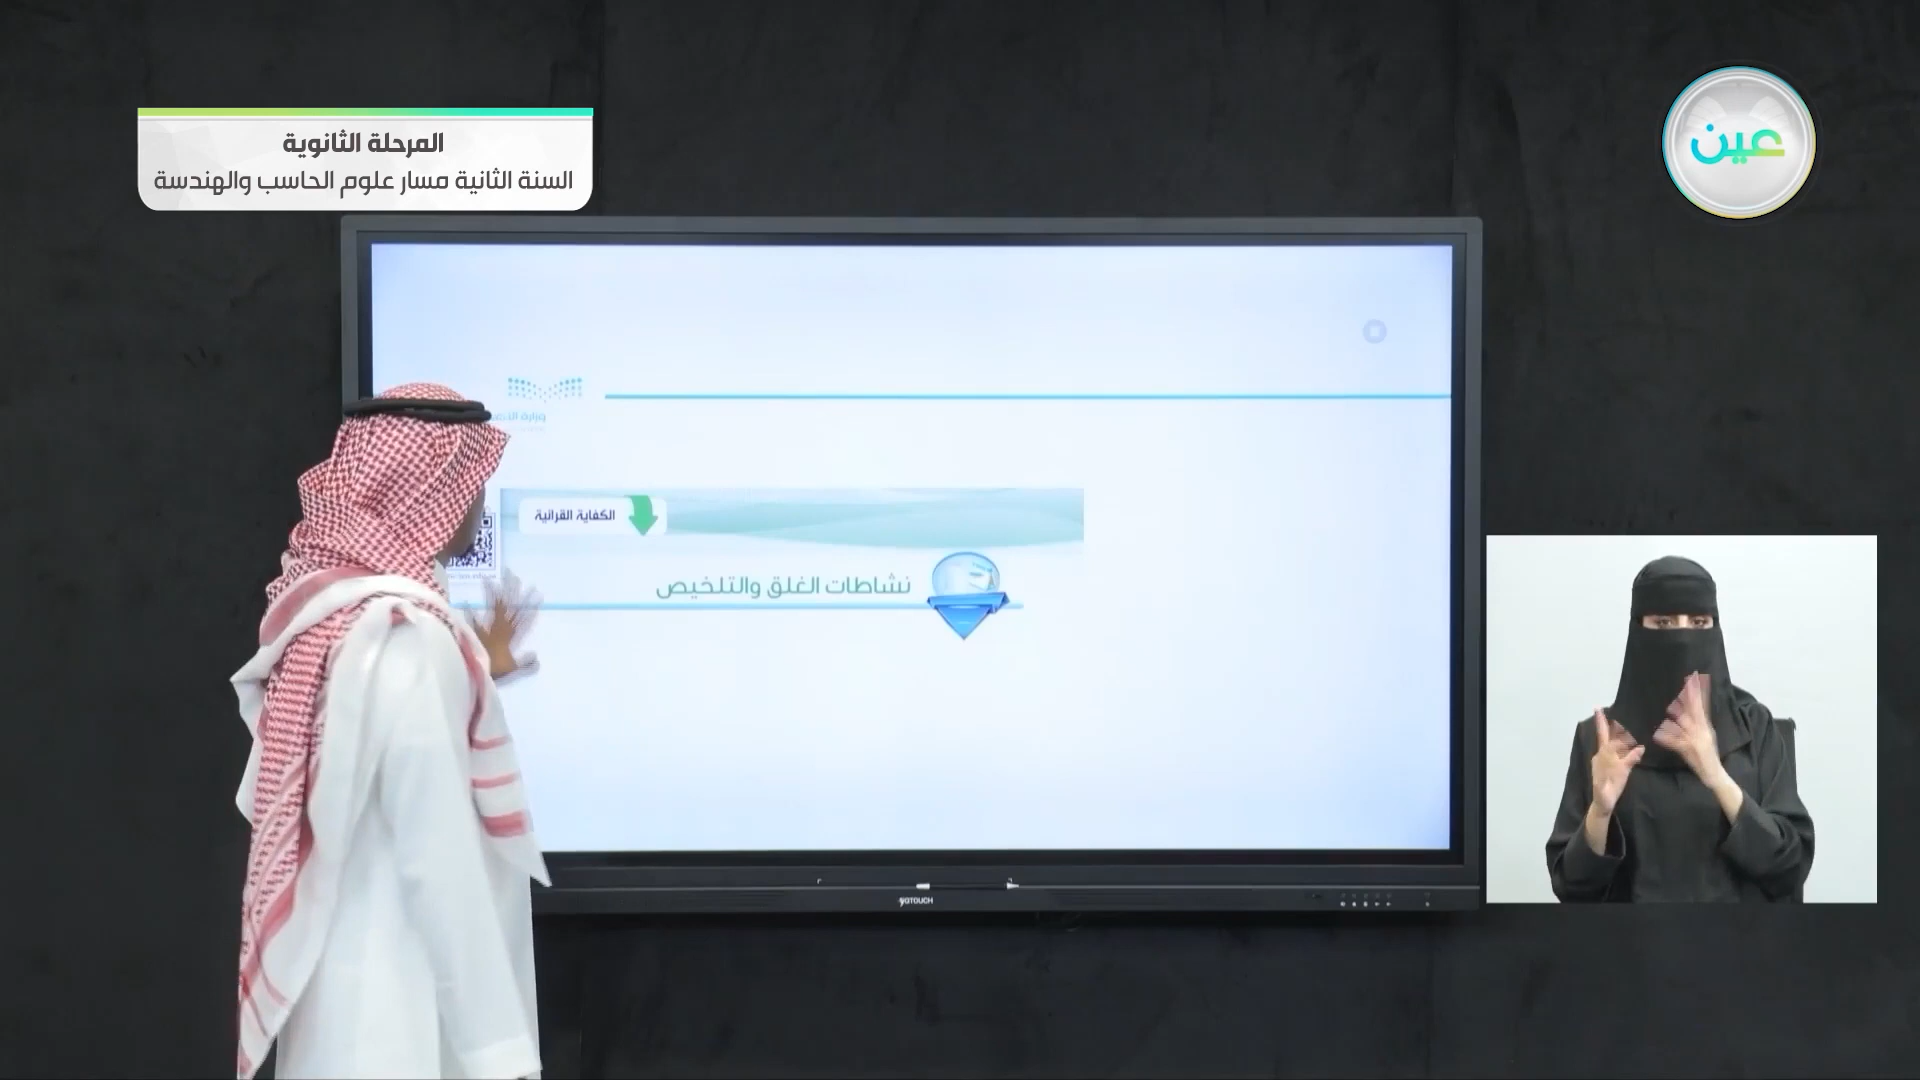 المرحلة الثانوية
السنة الثانية مسار علوم الحاسب والهندسة
عين
الكفاية القرائية
نشاطات الغلق والتلخيص